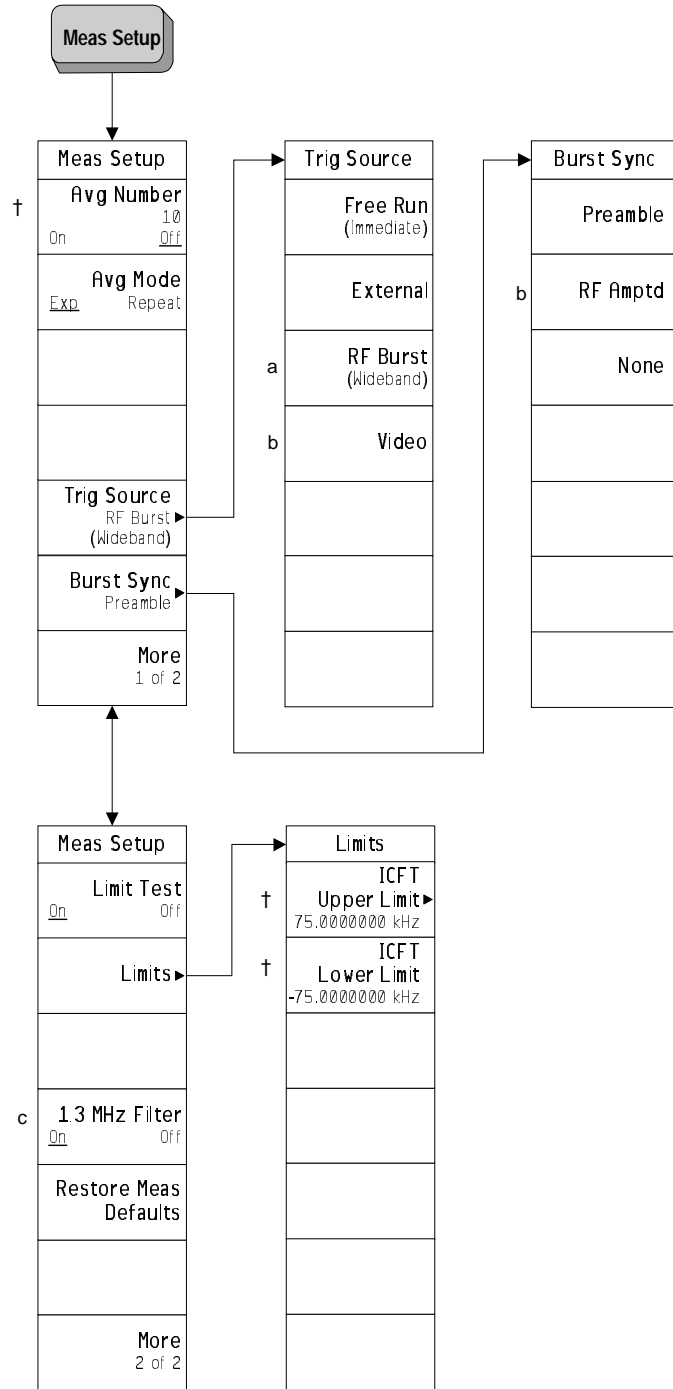 Meas Setup
Meas Setup
†
Avg Number
10
On Off
Avg Mode
Exp Repeat
Trig Source
RF Burst
(Wideband)
Burst Sync
Preamble
More
1 of 2
Trig Source
Free Run
(Immediate)
External
a
RF Burst
(Wideband)
b
Video
Burst Sync
Preamble
b
RF Amptd
None
Meas Setup
Limit Test
On Off
Limits
c
1.3 MHz Filter
On Off
Restore Meas
Defaults
More
2 of 2
Limits
†
ICFT
Upper Limit
75.0000000 kHz
†
ICFT
Lower Limit
-75.0000000 kHz